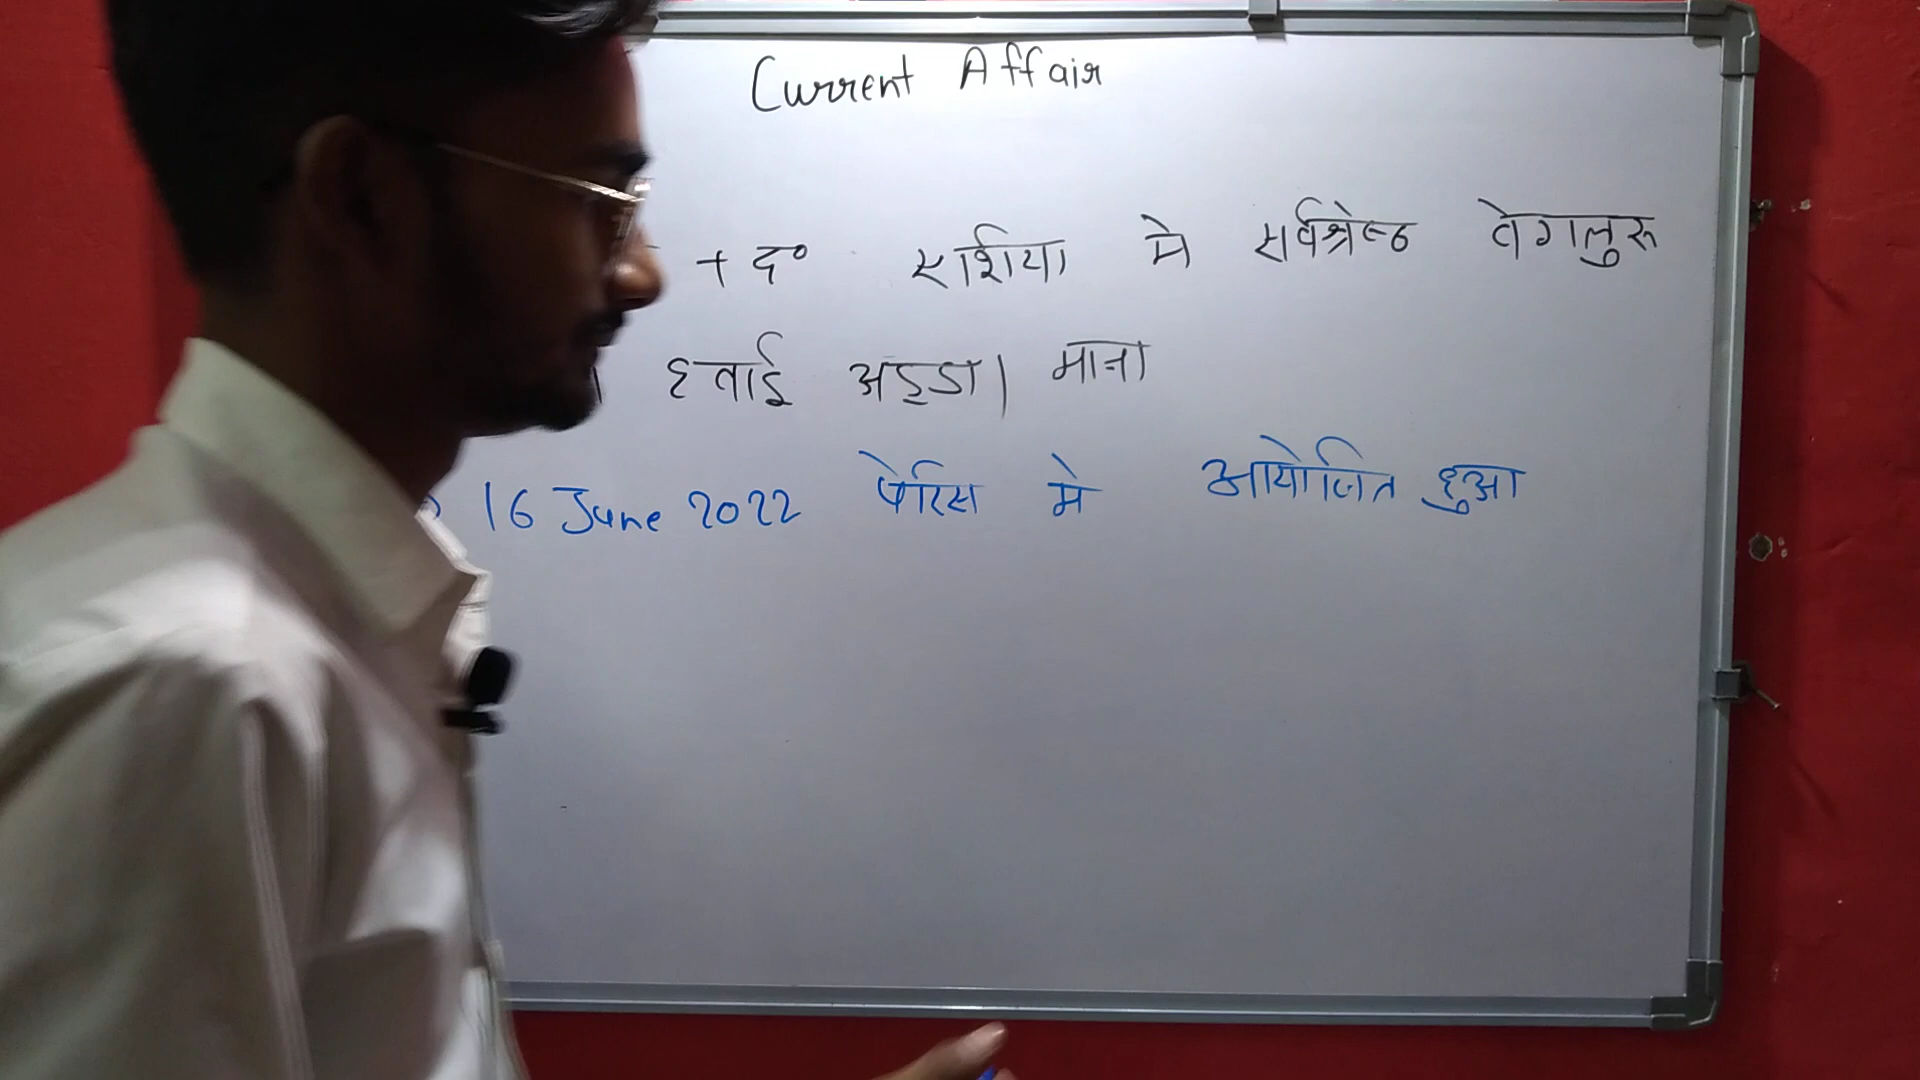 Current Affair
+ द० एशिया मे सर्वश्रेष्ठ वेगलुरू
हवाई अड्डा। माना
16 June 2022 पेरिस मे आयोजित हुआ